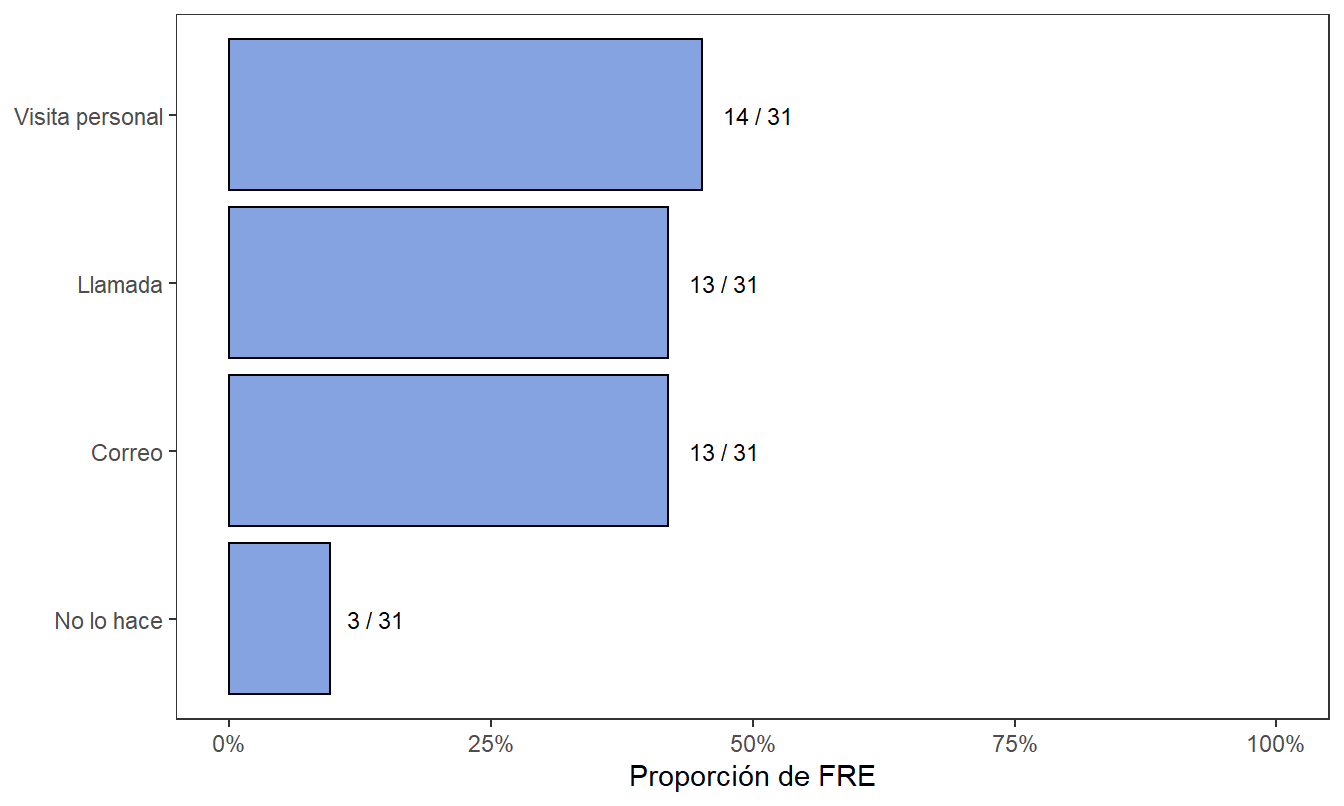 Visita personal 14 / 31
Llamada 13 / 31
Correo 13 / 31
No lo hace 3 / 31
0% 25% 50% 75% 100%
Proporción de FRE